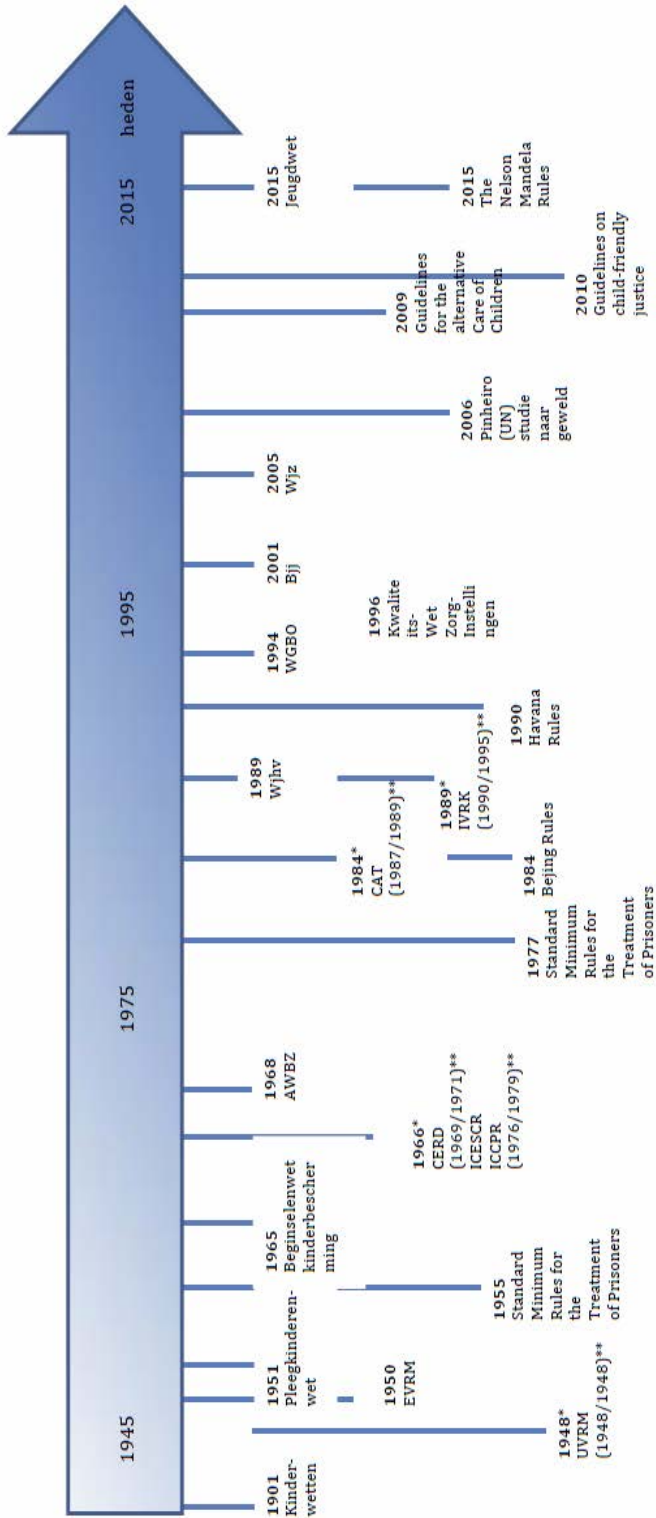 1945
1975
1995
2015
heden
1901
Kinder-
wetten
1948*
UVRM
(1948/1948)**
1951
Pleegkinderen-
wet
1950
EVRM
1955
Standard
Minimum
Rules for
the
Treatment
of Prisoners
1965
Beginselenwet
kinderbescher
ming
1966*
CERD
(1969/1971)**
ICESCR
ICCPR
(1976/1979)**
1968
AWBZ
1977
Standard
Minimum
Rules for
the
Treatment
of Prisoners
1984*
CAT
(1987/1989)**
1984
Bejing Rules
1989
Wjhv
1989*
IVRK
(1990/1995)**
1990
Havana
Rules
1994
WGBO
1996
Kwalite
its-
Wet
Zorg-
Instelli
ngen
2001
Bjj
2005
Wjz
2006
Pinheiro
(UN)
studie
naar
geweld
2009
Guidelines
for the
alternative
Care of
Children
2010
Guidelines on
child-friendly
justice
2015
Jeugdwet
2015
The
Nelson
Mandela
Rules